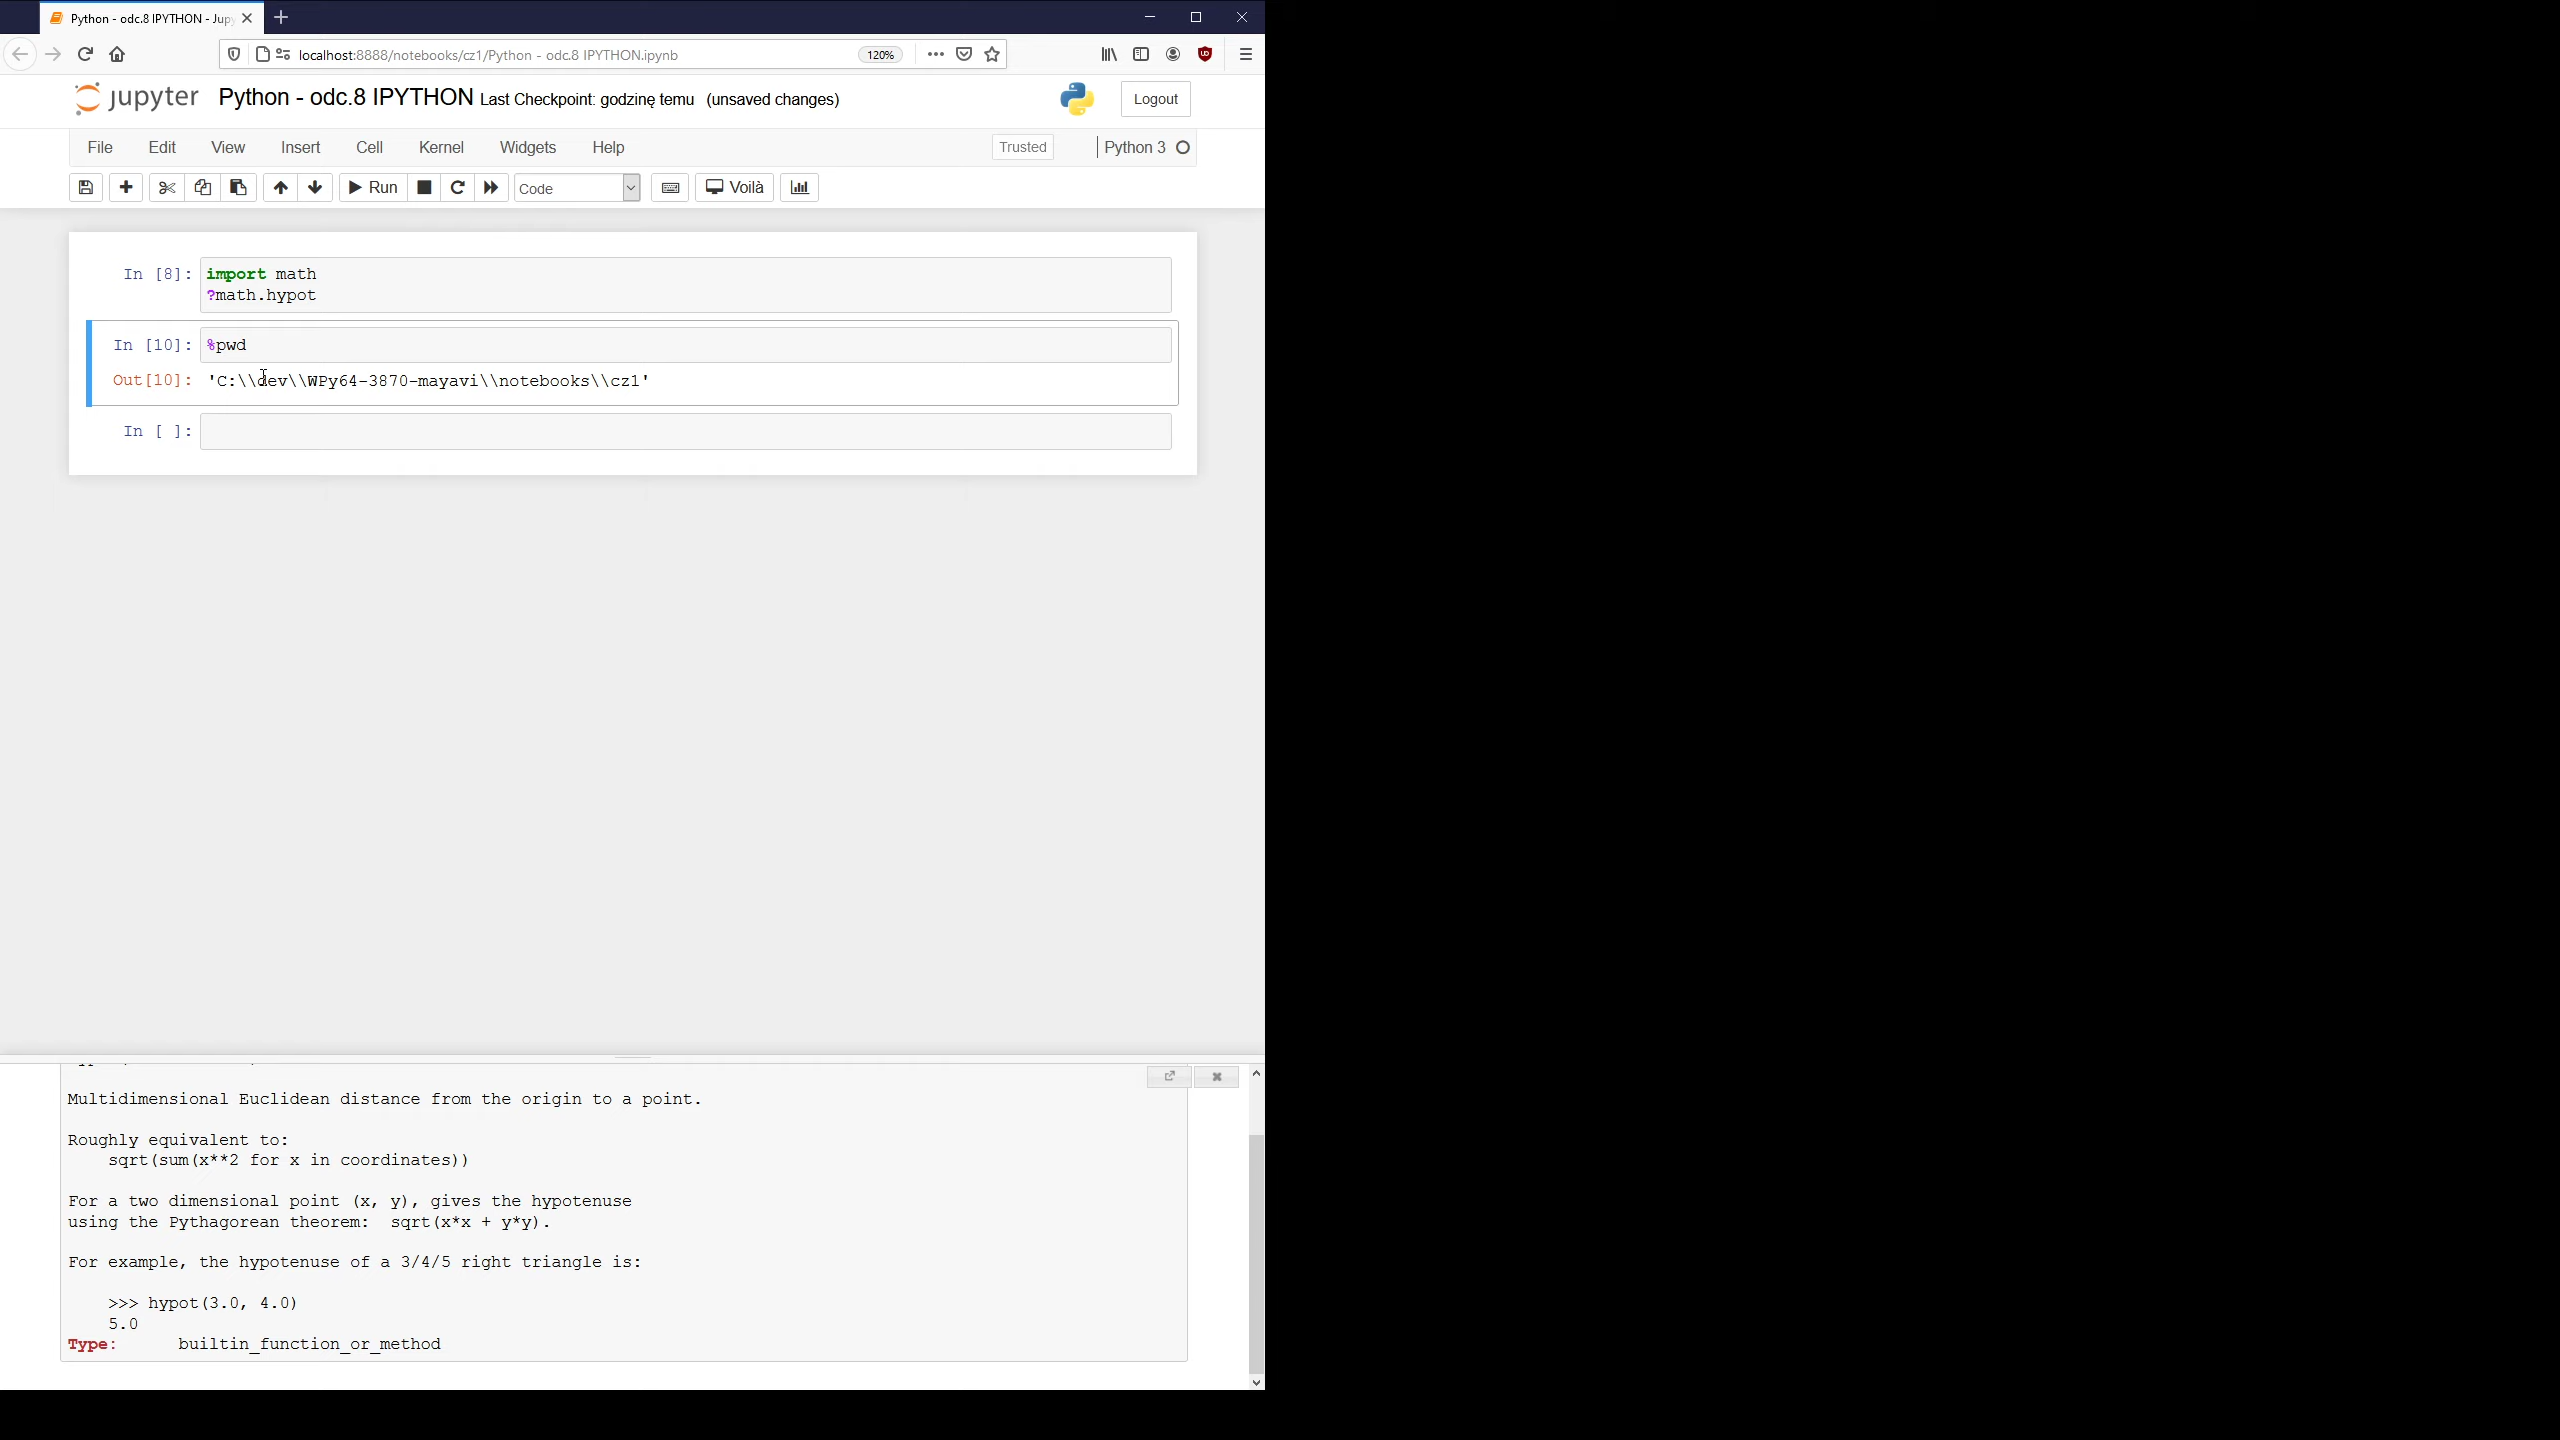 Python - odc.8 IPYTHON - Jupy
localhost:8888/notebooks/cz1/Python - odc.8 IPYTHON.ipynb
120%
jupyter Python - odc.8 IPYTHON Last Checkpoint: godzinę temu (unsaved changes)
Logout
File Edit View Insert Cell Kernel Widgets Help
Trusted
Python 3
Run
Code
Voilà
In [8]: import math
?math.hypot
In [10]: %pwd
Out[10]: 'C:\\dev\\WPy64-3870-mayavi\\notebooks\\cz1'
In [ ]:
Multidimensional Euclidean distance from the origin to a point.
Roughly equivalent to:
sqrt(sum(x**2 for x in coordinates))
For a two dimensional point (x, y), gives the hypotenuse
using the Pythagorean theorem:  sqrt(x*x + y*y).
For example, the hypotenuse of a 3/4/5 right triangle is:
>>> hypot(3.0, 4.0)
5.0
Type: builtin_function_or_method